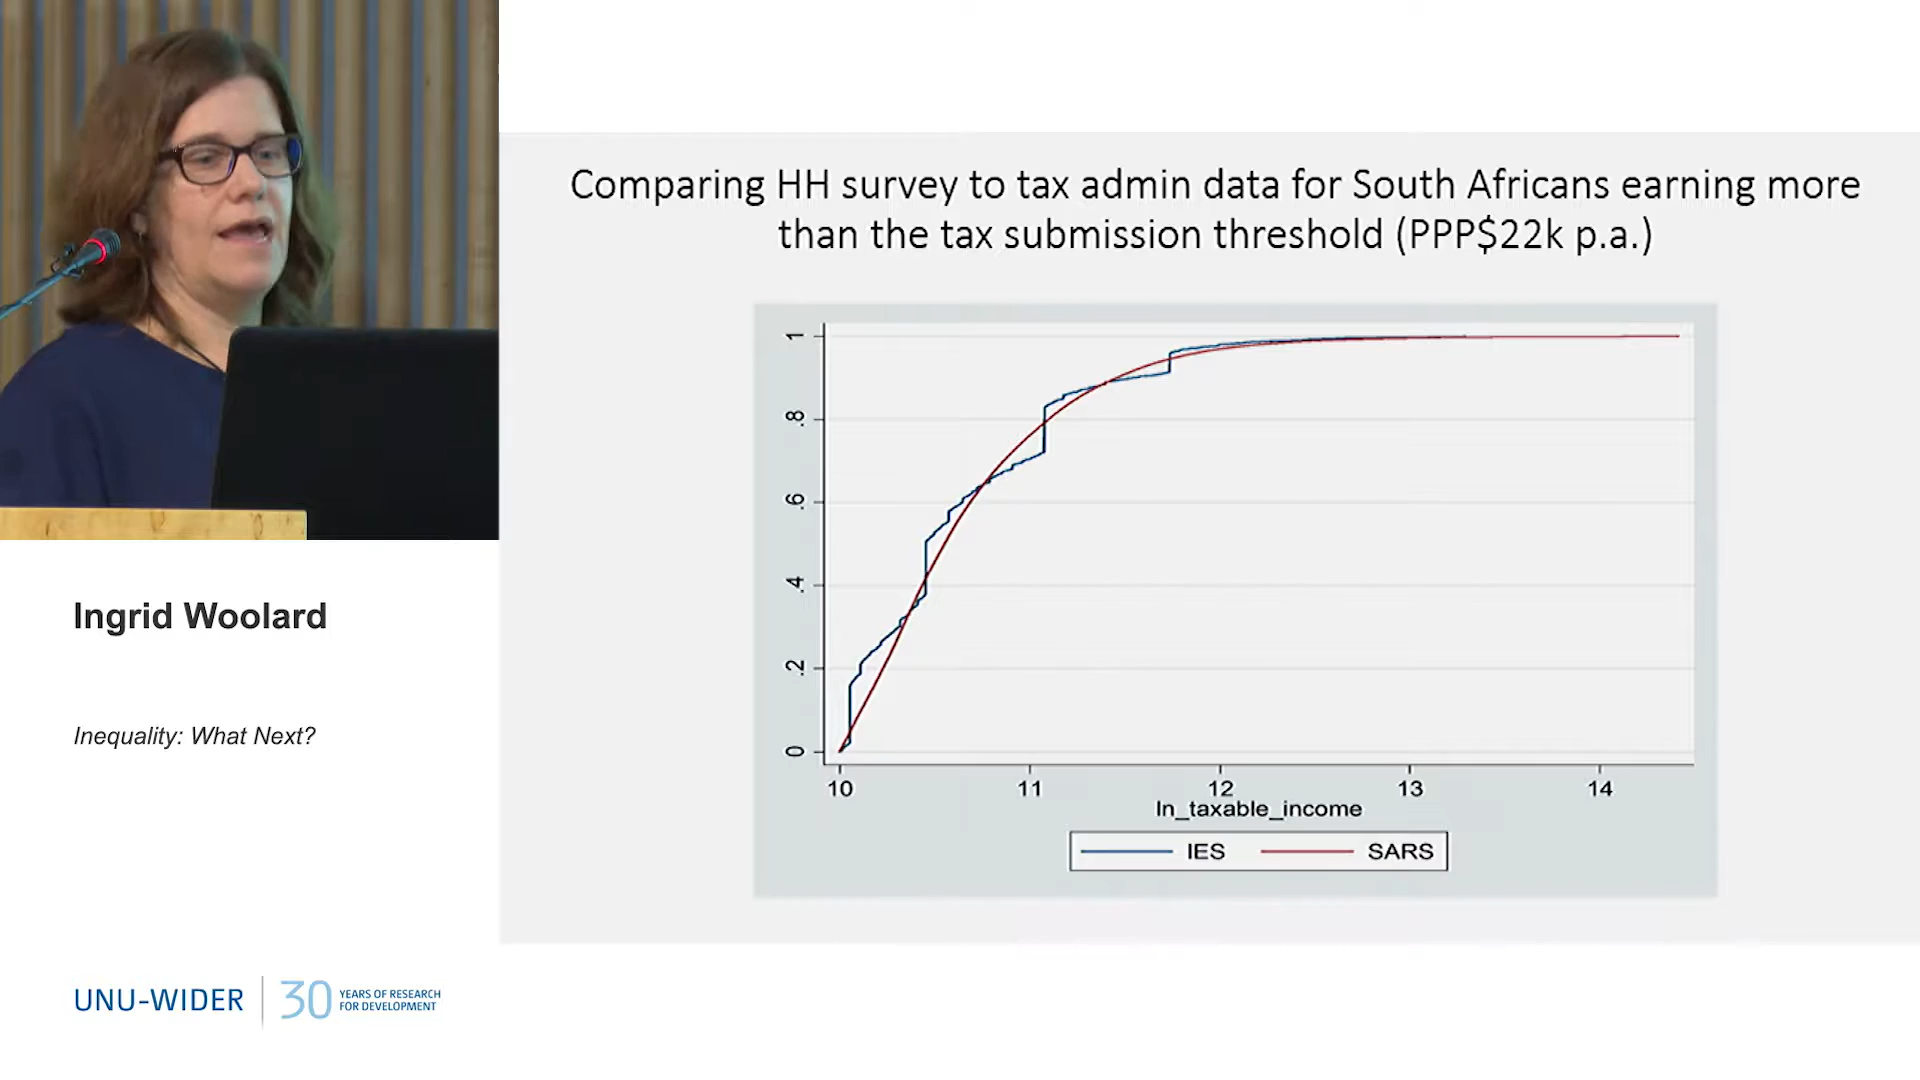 Comparing HH survey to tax admin data for South Africans earning more
than the tax submission threshold (PPP$22k p.a.)
1
.8
.6
.4
.2
0
10 11 12 13 14
ln_taxable_income
IES SARS
Ingrid Woolard
Inequality: What Next?
UNU-WIDER
30 YEARS OF RESEARCH
FOR DEVELOPMENT